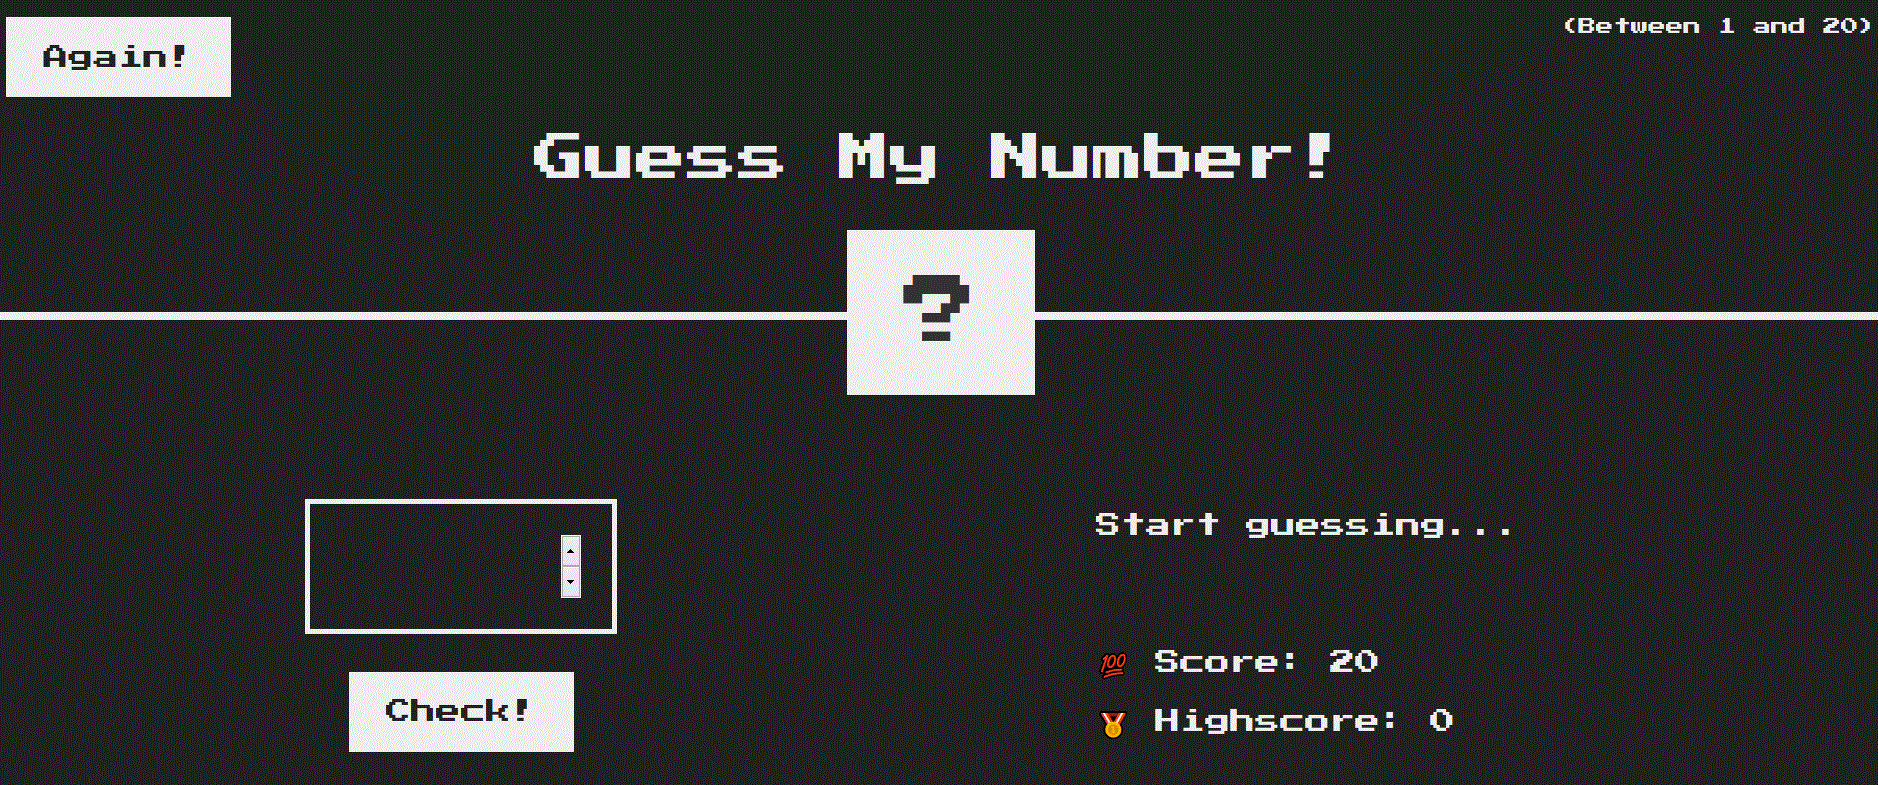 Again!
(Between 1 and 20)
Guess My Number!
?
Start guessing...
Check!
💯 Score: 20
🥇 Highscore: 0